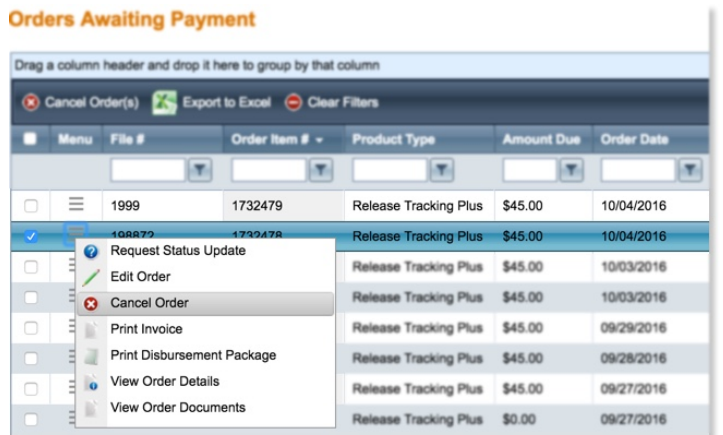 Orders Awaiting Payment
Drag a column header and drop it here to group by that column
Cancel Order(s) Export to Excel Clear Filters
Menu File # Order Item # Product Type Amount Due Order Date
1999 1732479 Release Tracking Plus $45.00 10/04/2016
198872 1732478 Release Tracking Plus $45.00 10/04/2016
Request Status Update
Release Tracking Plus $45.00 10/03/2016
Edit Order
Cancel Order
Release Tracking Plus $45.00 10/03/2016
Print Invoice
Release Tracking Plus $45.00 09/29/2016
Print Disbursement Package
Release Tracking Plus $45.00 09/28/2016
View Order Details
Release Tracking Plus $45.00 09/27/2016
View Order Documents
Release Tracking Plus $0.00 09/27/2016